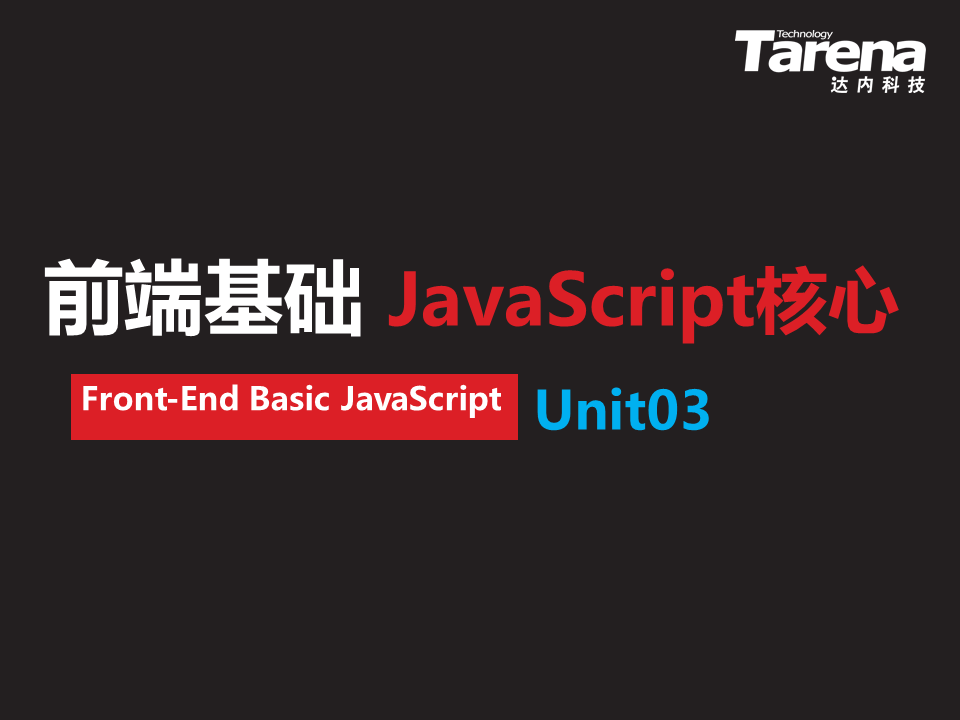 Technology
Tarena
达内科技
前端基础 JavaScript核心
Front-End Basic JavaScript Unit03